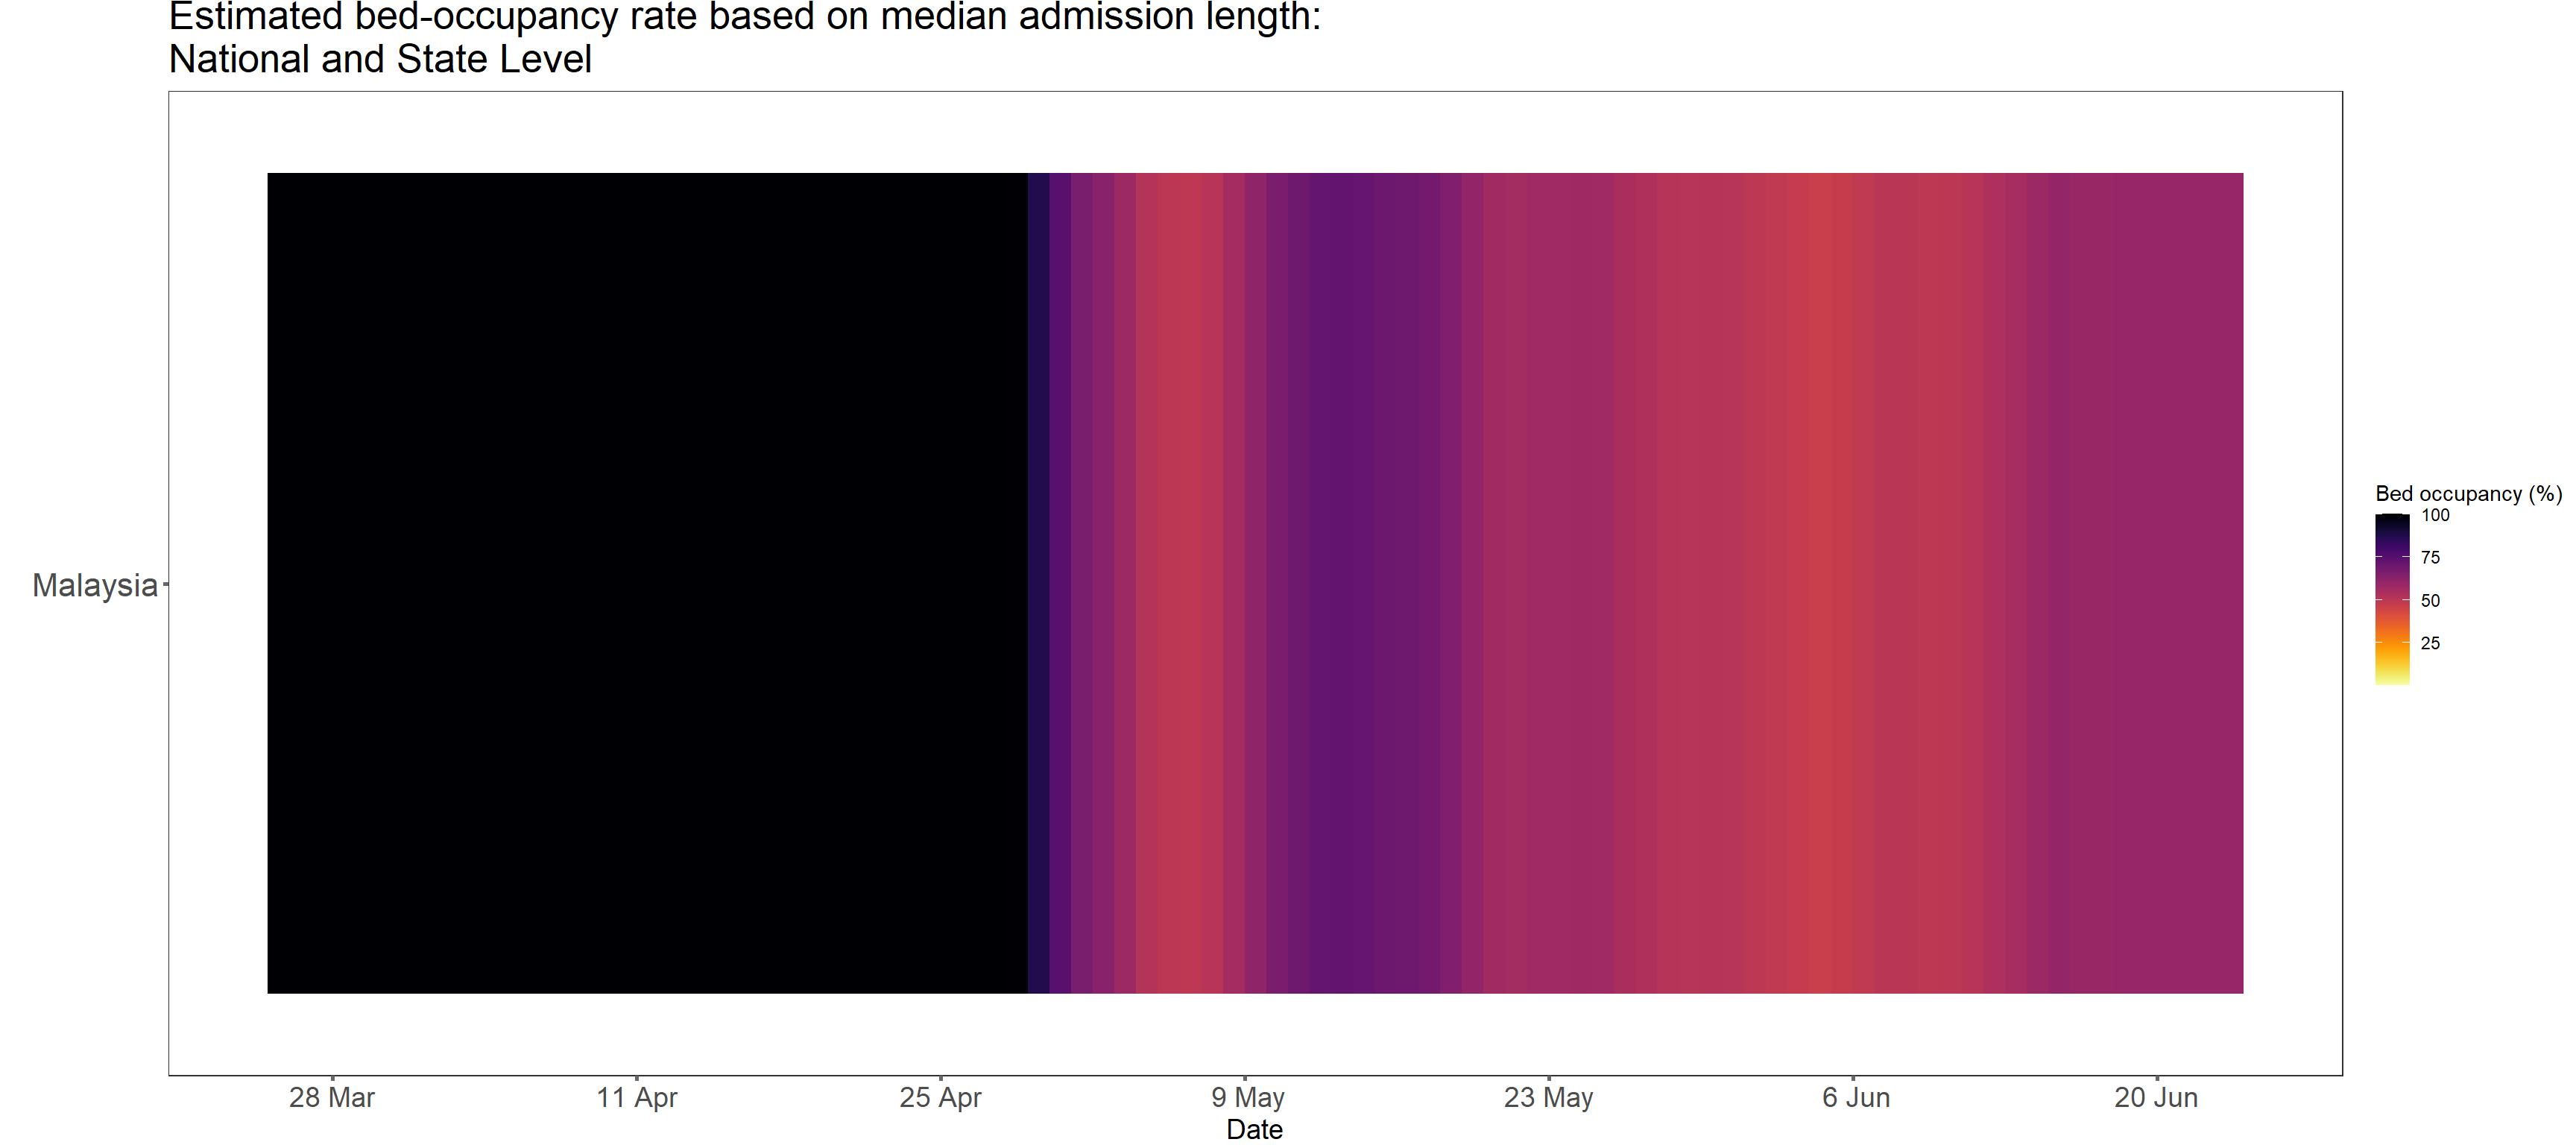 Estimated bed-occupancy rate based on median admission length:
National and State Level
Bed occupancy (%)
100
75
50
25
Malaysia
28 Mar
11 Apr
25 Apr
9 May
23 May
6 Jun
20 Jun
Date